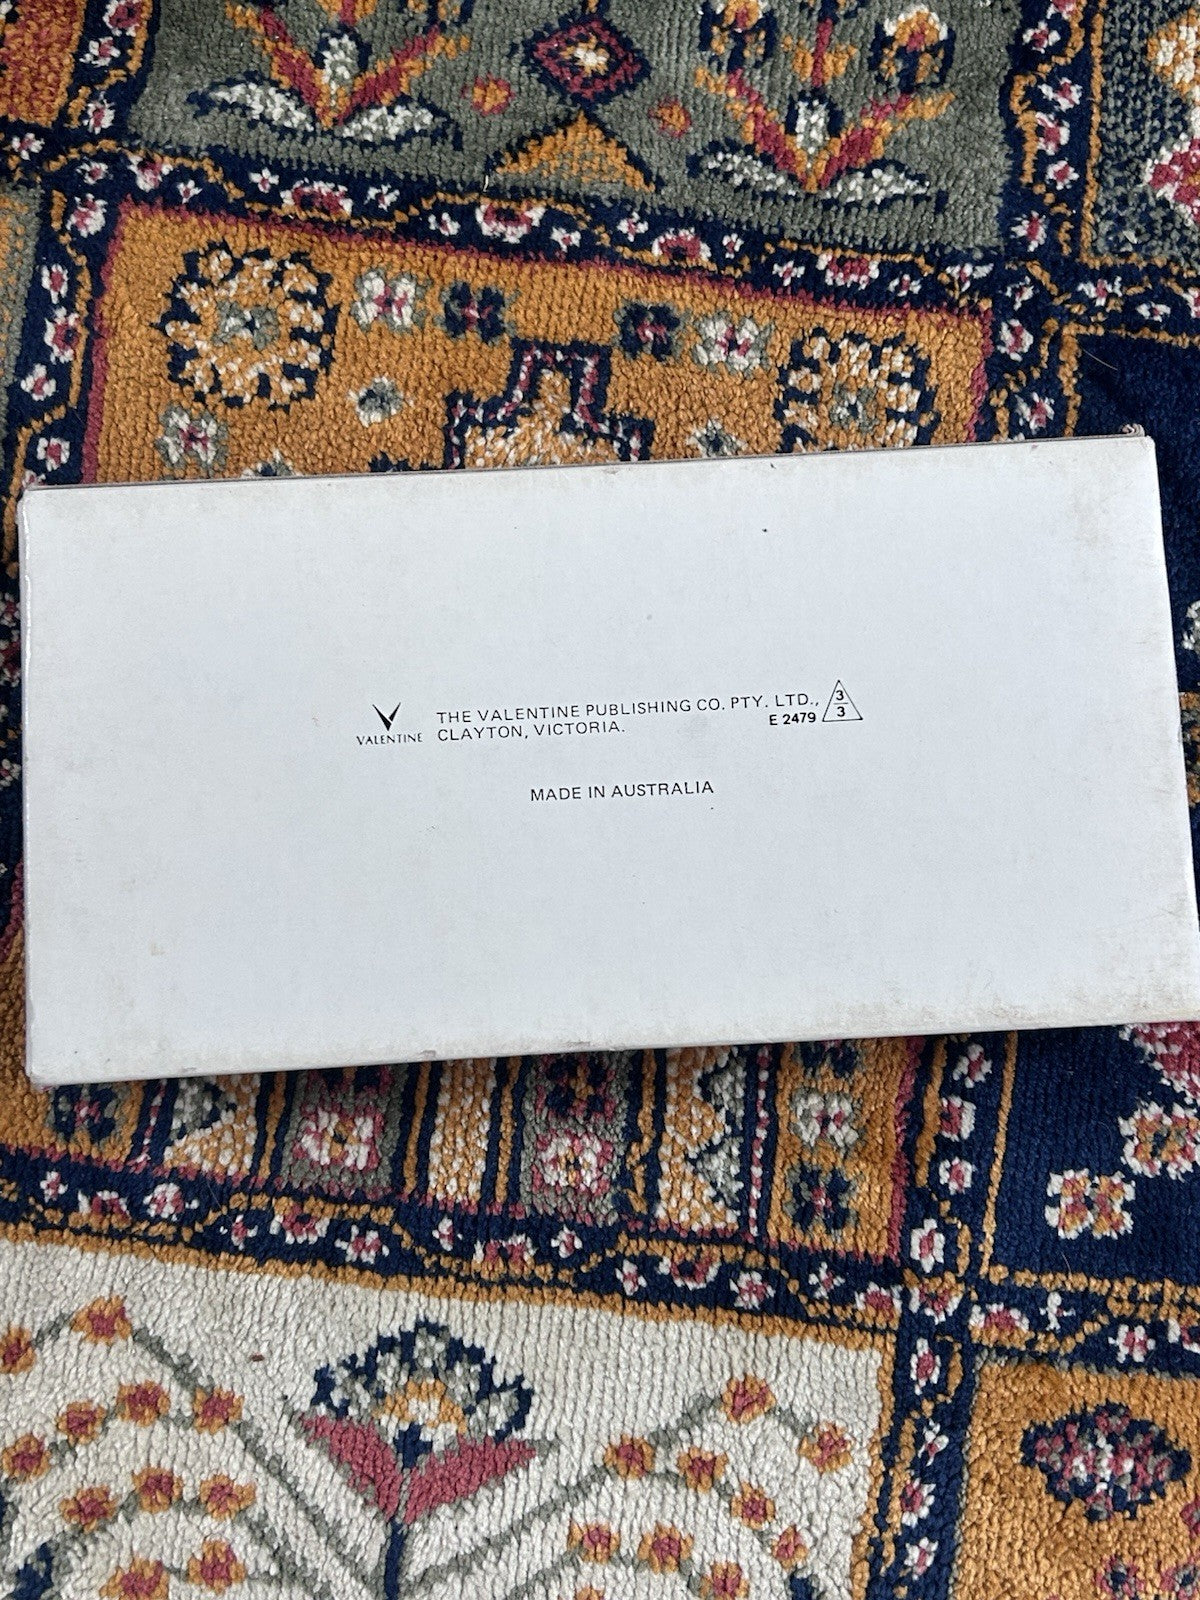 VALENTINE
THE VALENTINE PUBLISHING CO. PTY. LTD.,
CLAYTON, VICTORIA.
E 2479
3
3
MADE IN AUSTRALIA